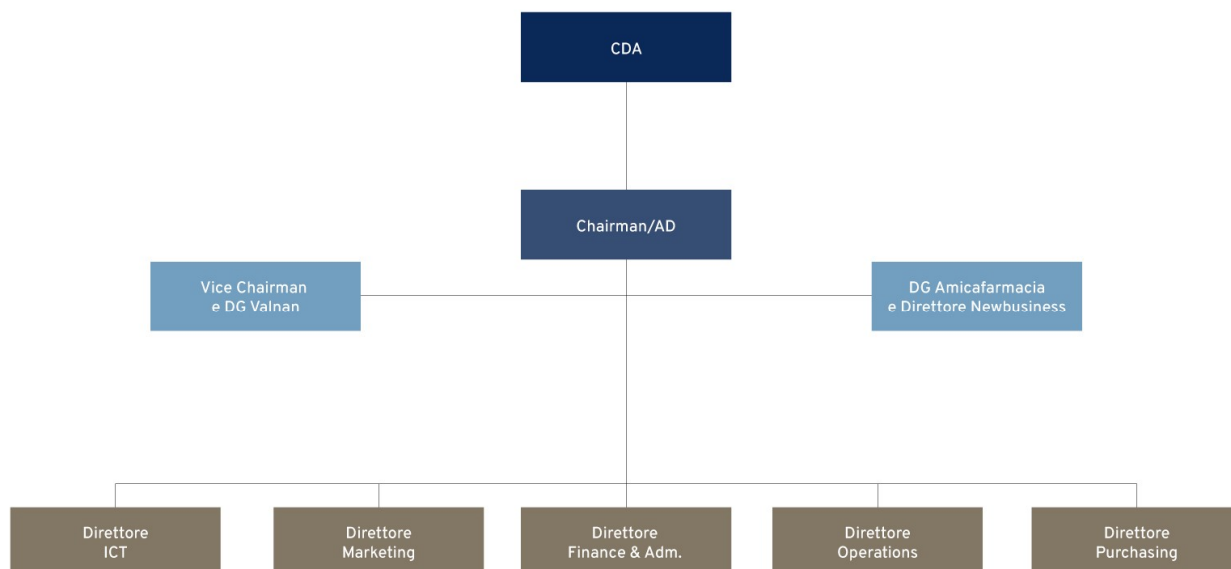 CDA
Chairman/AD
Vice Chairman
e DG Valnan
DG Amicafarmacia
e Direttore Newbusiness
Direttore
ICT
Direttore
Marketing
Direttore
Finance & Adm.
Direttore
Operations
Direttore
Purchasing